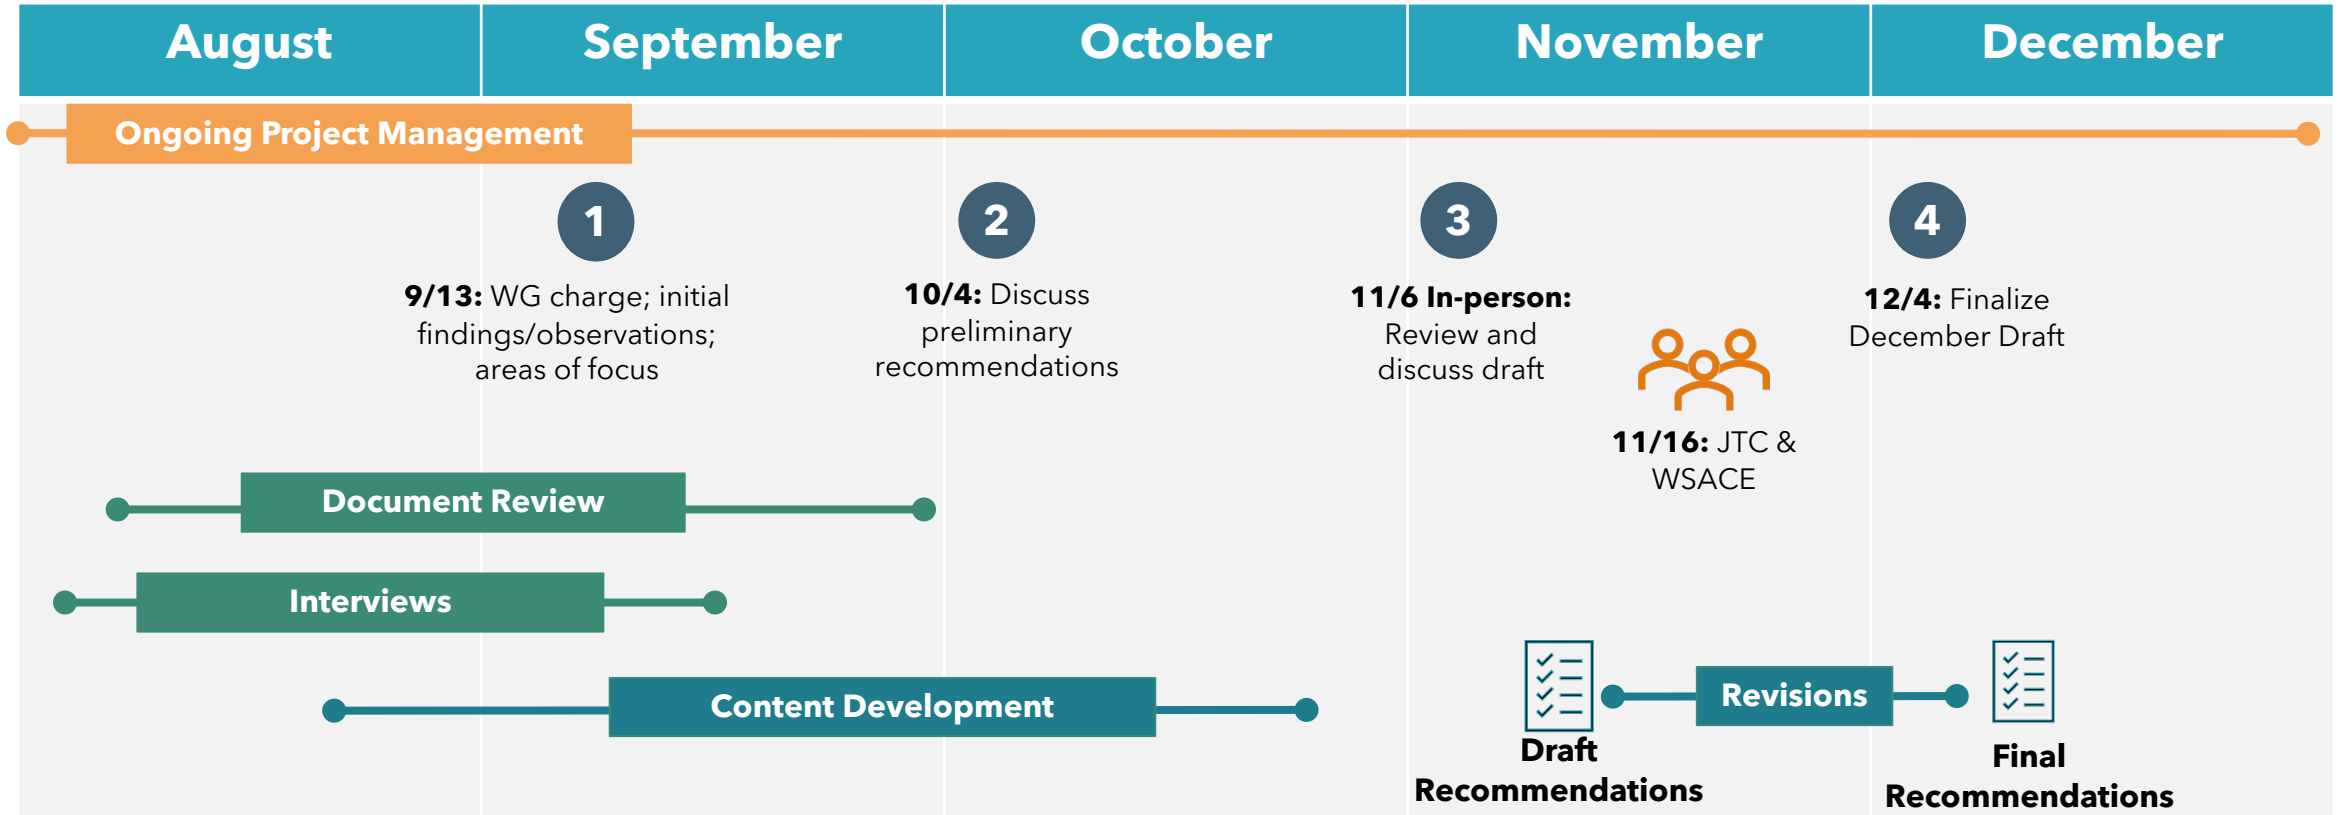 August
September
October
November
December
Ongoing Project Management
1
2
3
4
9/13: WG charge; initial
findings/observations;
areas of focus
10/4: Discuss
preliminary
recommendations
11/6 In-person:
Review and
discuss draft
12/4: Finalize
December Draft
11/16: JTC &
WSACE
Document Review
Interviews
Content Development
Revisions
Draft
Recommendations
Final
Recommendations